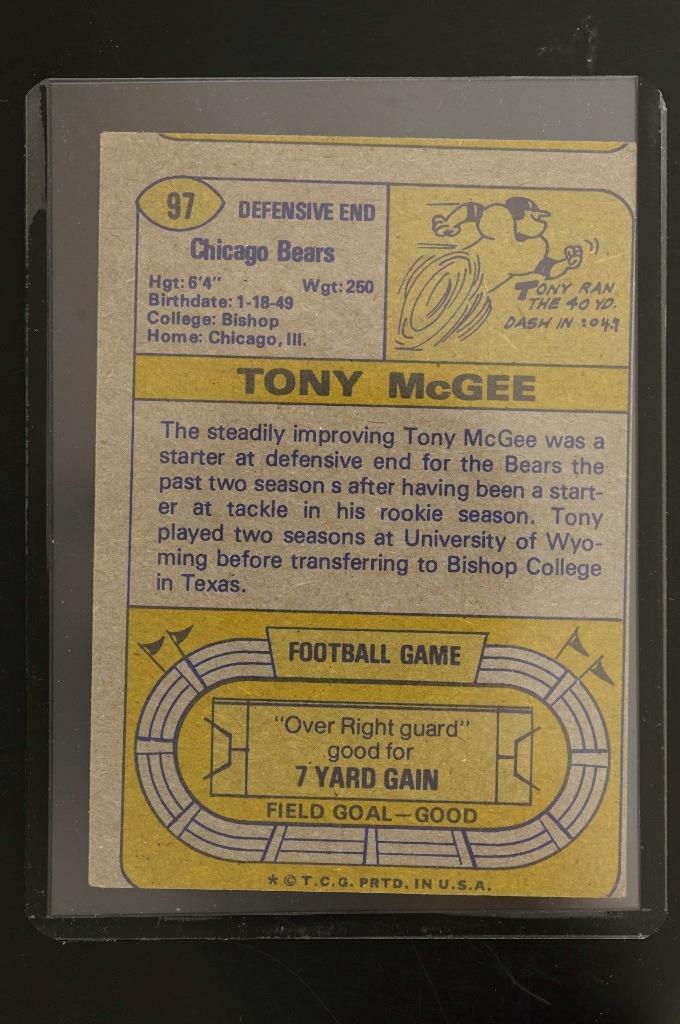 97
DEFENSIVE END
Chicago Bears
Hgt: 6'4" Wgt: 250
Birthdate: 1-18-49
College: Bishop
Home: Chicago, Ill.
TONY RAN
THE 40 YD.
DASH IN :04.7
TONY McGEE
The steadily improving Tony McGee was a
starter at defensive end for the Bears the
past two season s after having been a start-
er at tackle in his rookie season. Tony
played two seasons at University of Wyo-
ming before transferring to Bishop College
in Texas.
FOOTBALL GAME
"Over Right guard"
good for
7 YARD GAIN
FIELD GOAL—GOOD
* © T.C.G. PRTD. IN U.S.A.